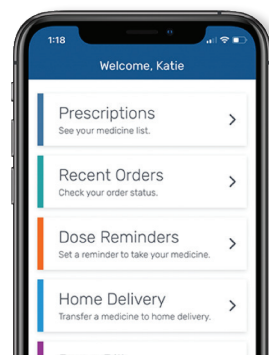 1:18
Welcome, Katie
Prescriptions
See your medicine list.
Recent Orders
Check your order status.
Dose Reminders
Set a reminder to take your medicine.
Home Delivery
Transfer a medicine to home delivery.